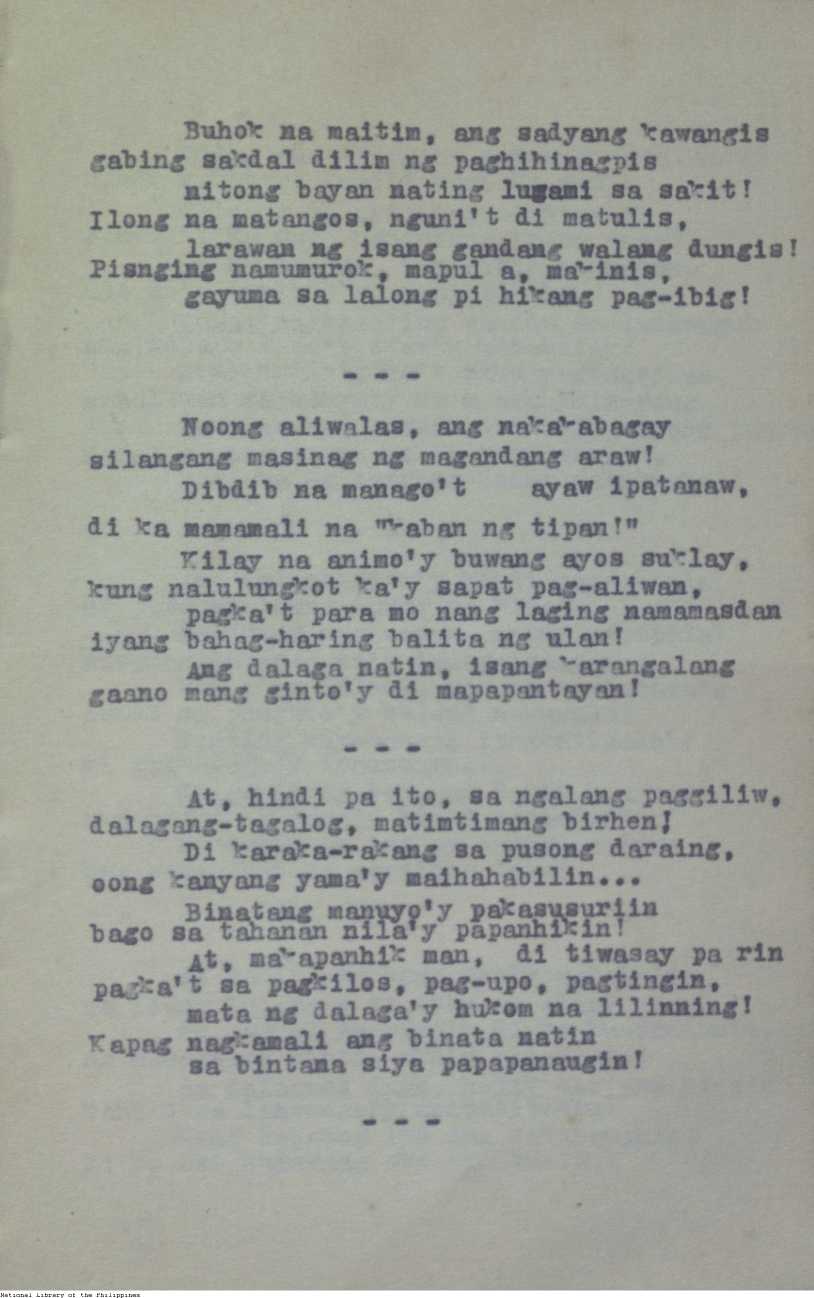 Buhok na maitim, ang sadyang kawangis
gabing sakdal dilim ng paghihinagpis
nitong bayan nating lugami sa sakit!
Ilong na matangos, nguni't di matulis,
larawan ng isang gandang walang dungis!
Pisnging namumurok, mapul a, makinis,
gayuma sa lalong pi hikang pag-ibig!
- - -
Noong aliwalas, ang nakakabagay
silangang masinag ng magandang araw!
Dibdib na manago't ayaw ipatanaw,
di ka mamamali na "kaban ng tipan!"
Kilay na animo'y buwang ayos suklay,
kung nalulungkot ka'y sapat pag-aliwan,
pagka't para mo nang laging namamasdan
iyang bahag-haring balita ng ulan!
Ang dalaga natin, isang karangalang
gaano mang ginto'y di mapapantayan!
- - -
At, hindi pa ito, sa ngalang paggiliw,
dalagang-tagalog, matimtimang birhen!
Di karaka-rakang sa pusong daraing,
oong kanyang yama'y maihahabilin...
Binatang manuyo'y pakasusuriin
bago sa tahanan nila'y papanhikin!
At, makapanhik man, di tiwasay pa rin
pagka't sa pagkilos, pag-upo, pagtingin,
mata ng dalaga'y hukom na lilinning!
Kapag nagkamali ang binata natin
sa bintana siya papapanaugin!
- - -
National Library of the Philippines